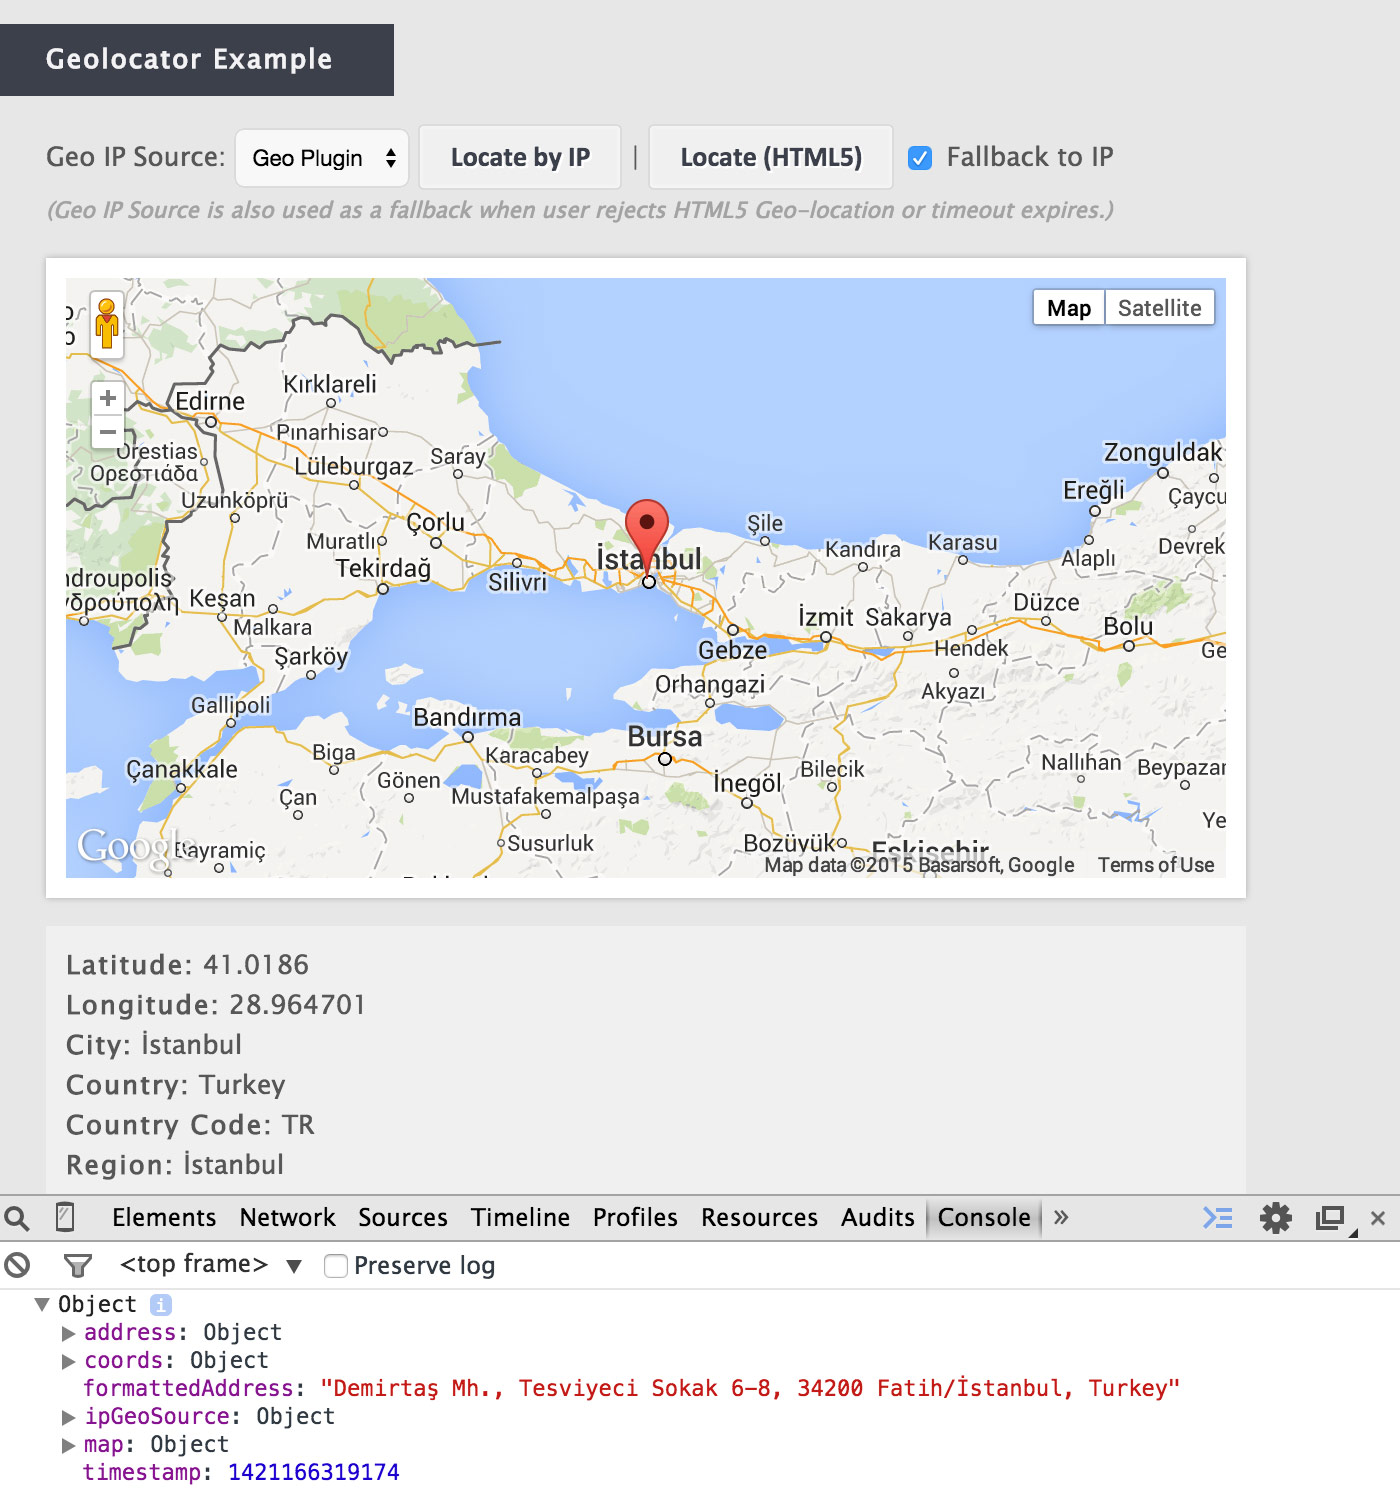 Geolocator Example
Geo IP Source: Geo Plugin Locate by IP | Locate (HTML5) Fallback to IP
(Geo IP Source is also used as a fallback when user rejects HTML5 Geo-location or timeout expires.)
Map Satellite
+
−
Kırklareli
Edirne
Pınarhisar
Orestias
Ορεστιάδα
Lüleburgaz
Saray
Zonguldak
Ereğli
Çaycu
Uzunköprü
Çorlu
Şile
Muratlı
Kandıra
Karasu
Alaplı
Devrek
İstanbul
Tekirdağ
Silivri
ndroupolis
νδρούπολη
Keşan
Malkara
İzmit
Sakarya
Düzce
Bolu
Gebze
Hendek
Ge
Şarköy
Orhangazi
Akyazı
Gallipoli
Bandırma
Bursa
Biga
Karacabey
Çanakkale
Gönen
İnegöl
Bilecik
Nallıhan
Beypazar
Çan
Mustafakemalpaşa
Ye
Google
Bayramiç
Susurluk
Bozüyük
Eskişehir
Map data ©2015 Basarsoft, Google Terms of Use
Latitude: 41.0186
Longitude: 28.964701
City: İstanbul
Country: Turkey
Country Code: TR
Region: İstanbul
Elements Network Sources Timeline Profiles Resources Audits Console »
<top frame> ▼ Preserve log
▼ Object i
▶ address: Object
▶ coords: Object
formattedAddress: "Demirtaş Mh., Tesviyeci Sokak 6-8, 34200 Fatih/İstanbul, Turkey"
▶ ipGeoSource: Object
▶ map: Object
timestamp: 1421166319174